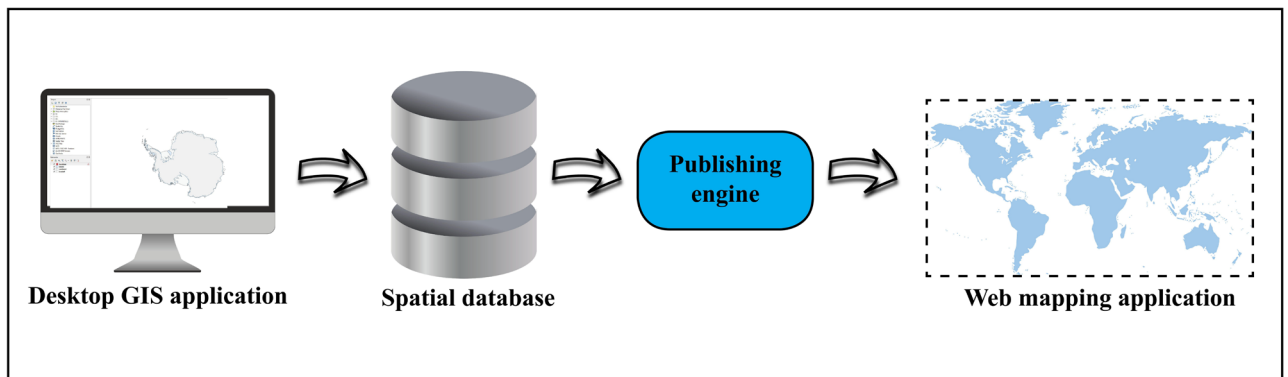 Publishing
engine
Desktop GIS application
Spatial database
Web mapping application